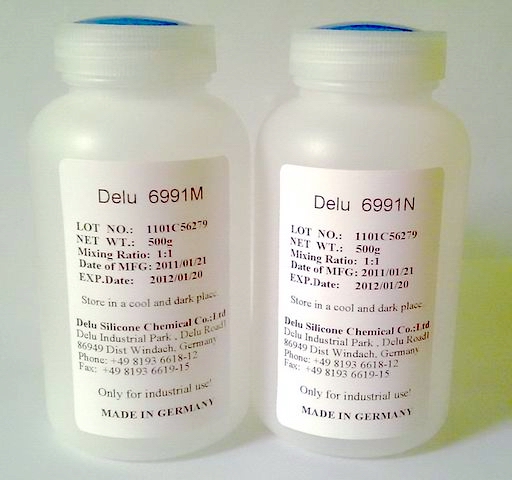 Delu 6991M
LOT NO.: 1101C56279
NET WT.: 500g
Mixing Ratio: 1:1
Date of MFG: 2011/01/21
EXP.Date: 2012/01/20
Store in a cool and dark place.
Delu Silicone Chemical Co.:Ltd
Delu Industrial Park , Delu Road1
86949 Dist Windach, Germany
Phone: +49 8193 6618-12
Fax: +49 8193 6619-15
Only for industrial use!
MADE IN GERMANY
Delu 6991N
LOT NO.: 1101C56279
NET WT.: 500g
Mixing Ratio: 1:1
Date of MFG: 2011/01/21
EXP.Date: 2012/01/20
Store in a cool and dark place.
Delu Silicone Chemical Co.:Ltd
Delu Industrial Park , Delu Road1
86949 Dist Windach, Germany
Phone: +49 8193 6618-12
Fax: +49 8193 6619-15
Only for industrial use!
MADE IN GERMANY